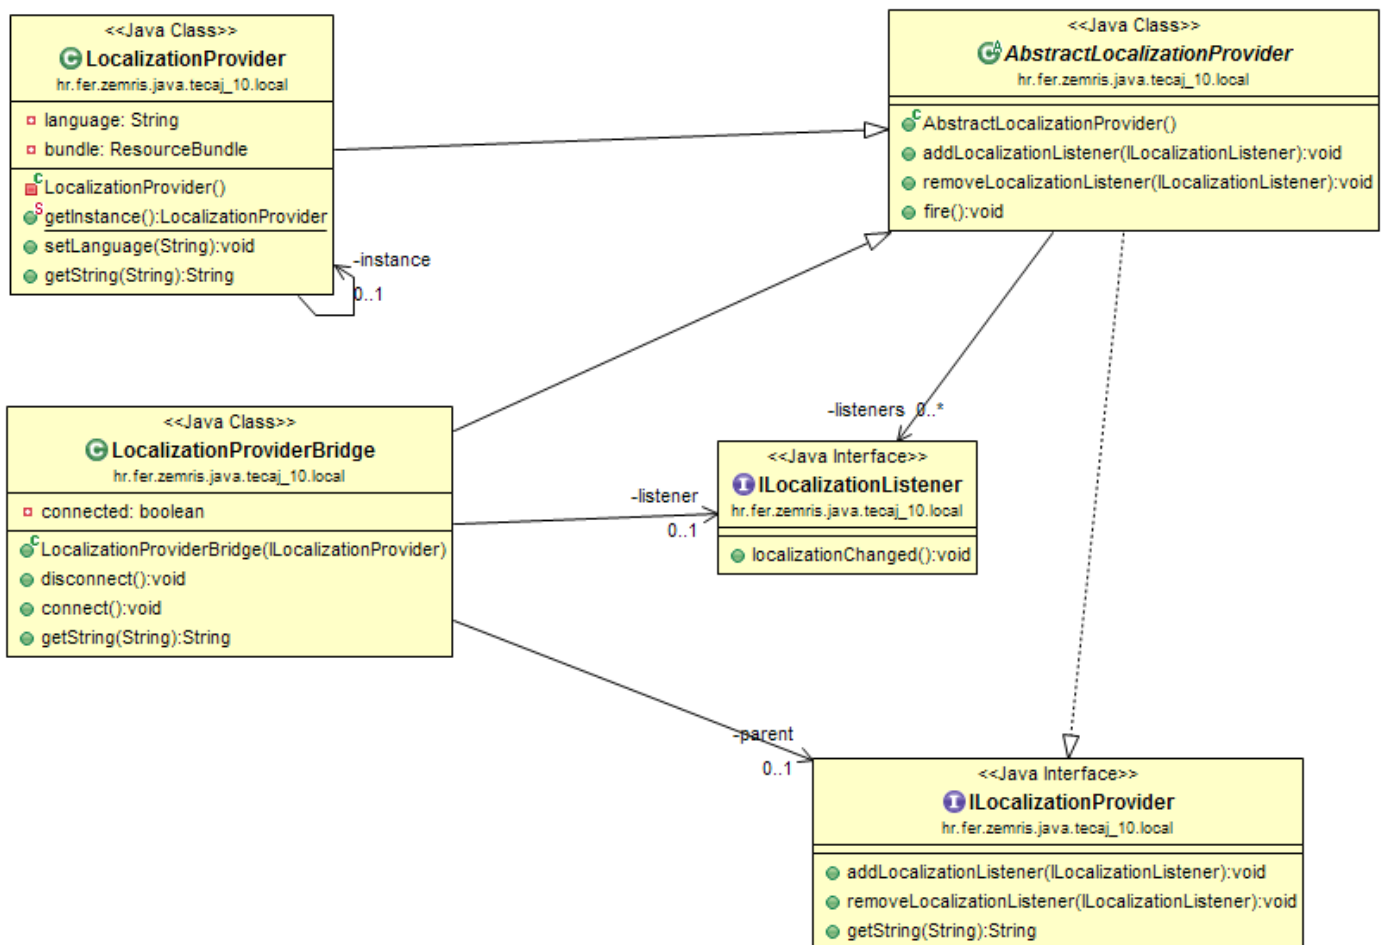 <<Java Class>>
LocalizationProvider
hr.fer.zemris.java.tecaj_10.local
language: String
bundle: ResourceBundle
LocalizationProvider()
getInstance():LocalizationProvider
setLanguage(String):void
getString(String):String
-instance
0..1
<<Java Class>>
AbstractLocalizationProvider
hr.fer.zemris.java.tecaj_10.local
AbstractLocalizationProvider()
addLocalizationListener(ILocalizationListener):void
removeLocalizationListener(ILocalizationListener):void
fire():void
<<Java Class>>
LocalizationProviderBridge
hr.fer.zemris.java.tecaj_10.local
connected: boolean
LocalizationProviderBridge(ILocalizationProvider)
disconnect():void
connect():void
getString(String):String
-listeners 0..*
-listener
0..1
<<Java Interface>>
ILocalizationListener
hr.fer.zemris.java.tecaj_10.local
localizationChanged():void
-parent
0..1
<<Java Interface>>
ILocalizationProvider
hr.fer.zemris.java.tecaj_10.local
addLocalizationListener(ILocalizationListener):void
removeLocalizationListener(ILocalizationListener):void
getString(String):String